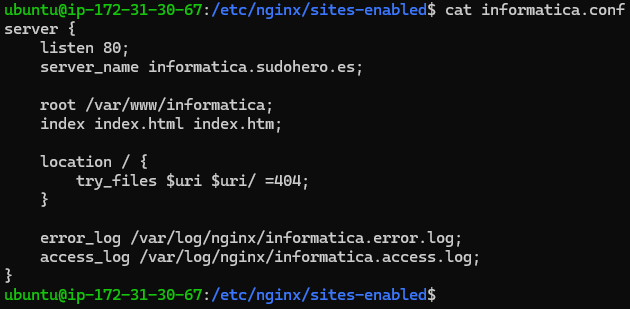 ubuntu@ip-172-31-30-67:/etc/nginx/sites-enabled$ cat informatica.conf
server {
    listen 80;
    server_name informatica.sudohero.es;

    root /var/www/informatica;
    index index.html index.htm;

    location / {
        try_files $uri $uri/ =404;
    }

    error_log /var/log/nginx/informatica.error.log;
    access_log /var/log/nginx/informatica.access.log;
}
ubuntu@ip-172-31-30-67:/etc/nginx/sites-enabled$